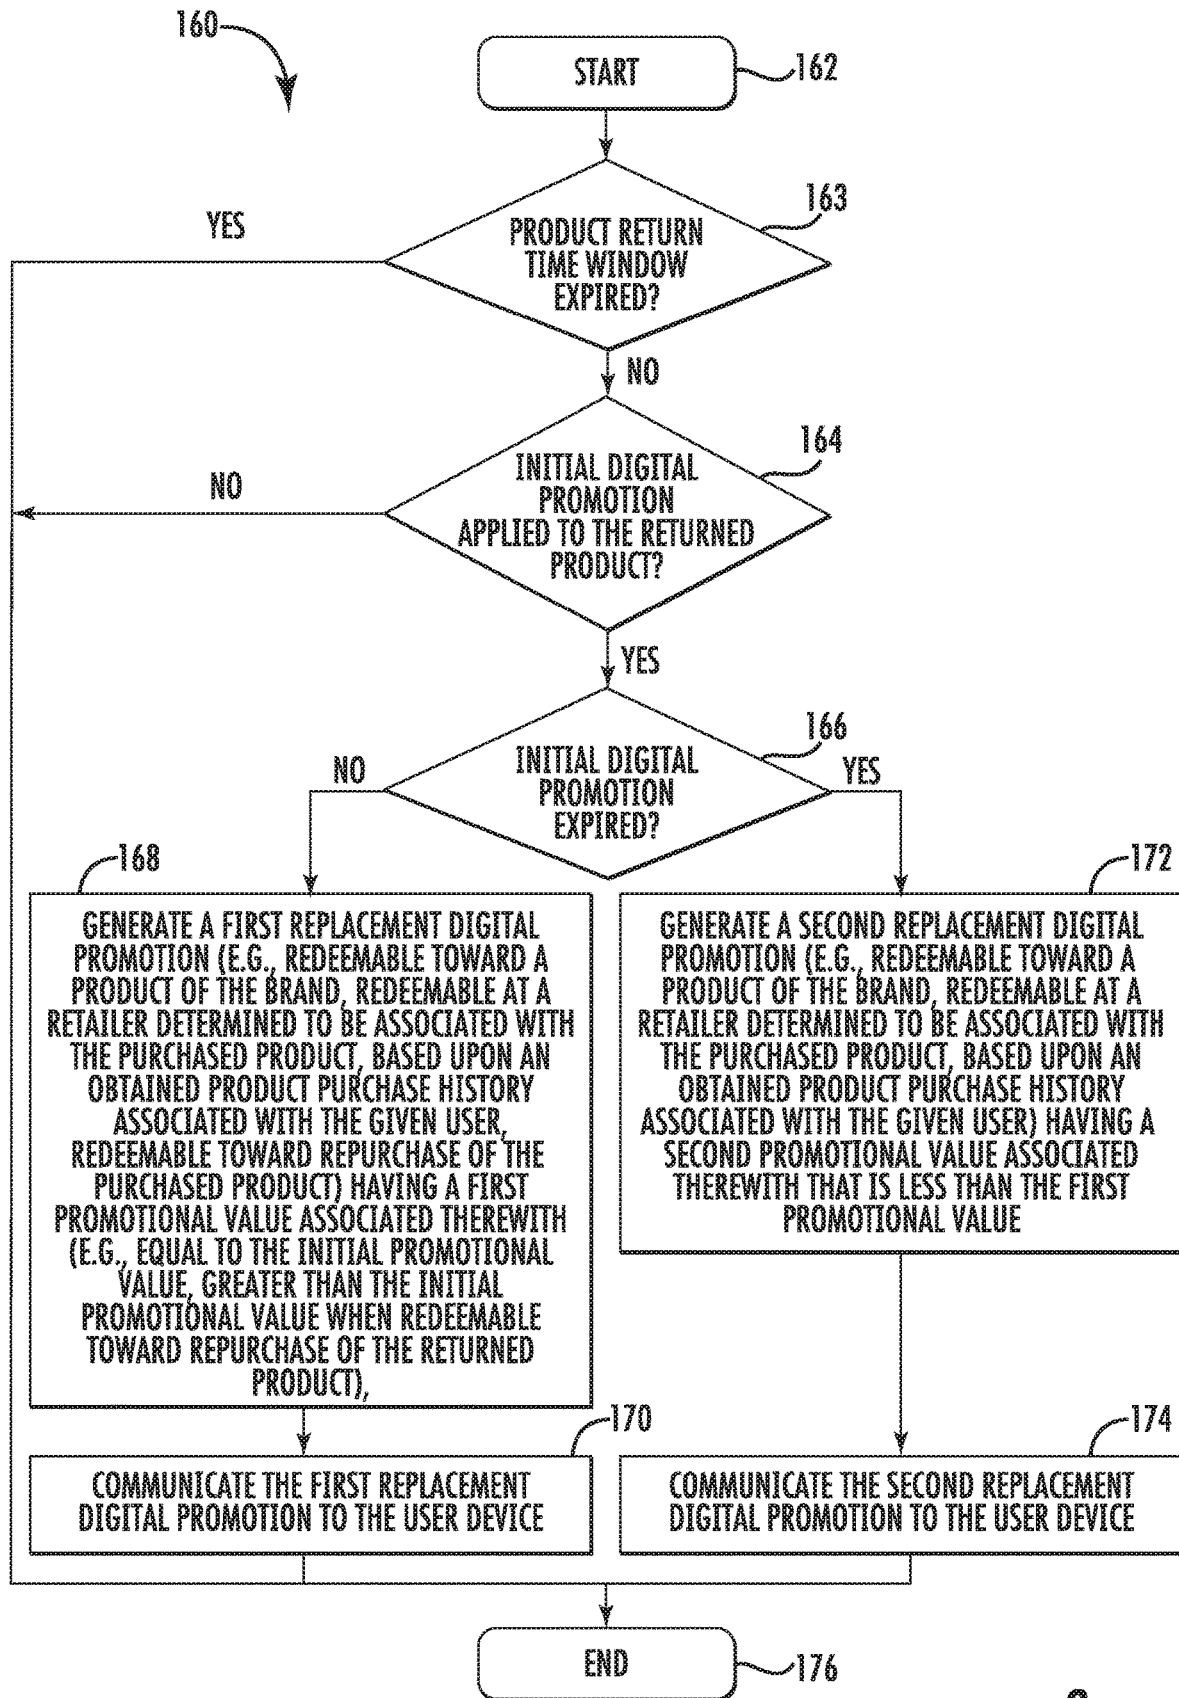 160
START
162
163
YES
PRODUCT RETURN
TIME WINDOW
EXPIRED?
NO
164
NO
INITIAL DIGITAL
PROMOTION
APPLIED TO THE RETURNED
PRODUCT?
YES
166
NO
INITIAL DIGITAL
PROMOTION
EXPIRED?
YES
168
GENERATE A FIRST REPLACEMENT DIGITAL
PROMOTION (E.G., REDEEMABLE TOWARD A
PRODUCT OF THE BRAND, REDEEMABLE AT A
RETAILER DETERMINED TO BE ASSOCIATED WITH
THE PURCHASED PRODUCT, BASED UPON AN
OBTAINED PRODUCT PURCHASE HISTORY
ASSOCIATED WITH THE GIVEN USER,
REDEEMABLE TOWARD REPURCHASE OF THE
PURCHASED PRODUCT) HAVING A FIRST
PROMOTIONAL VALUE ASSOCIATED THEREWITH
(E.G., EQUAL TO THE INITIAL PROMOTIONAL
VALUE, GREATER THAN THE INITIAL
PROMOTIONAL VALUE WHEN REDEEMABLE
TOWARD REPURCHASE OF THE RETURNED
PRODUCT),
172
GENERATE A SECOND REPLACEMENT DIGITAL
PROMOTION (E.G., REDEEMABLE TOWARD A
PRODUCT OF THE BRAND, REDEEMABLE AT A
RETAILER DETERMINED TO BE ASSOCIATED WITH
THE PURCHASED PRODUCT, BASED UPON AN
OBTAINED PRODUCT PURCHASE HISTORY
ASSOCIATED WITH THE GIVEN USER) HAVING A
SECOND PROMOTIONAL VALUE ASSOCIATED
THEREWITH THAT IS LESS THAN THE FIRST
PROMOTIONAL VALUE
170
COMMUNICATE THE FIRST REPLACEMENT
DIGITAL PROMOTION TO THE USER DEVICE
174
COMMUNICATE THE SECOND REPLACEMENT
DIGITAL PROMOTION TO THE USER DEVICE
END
176